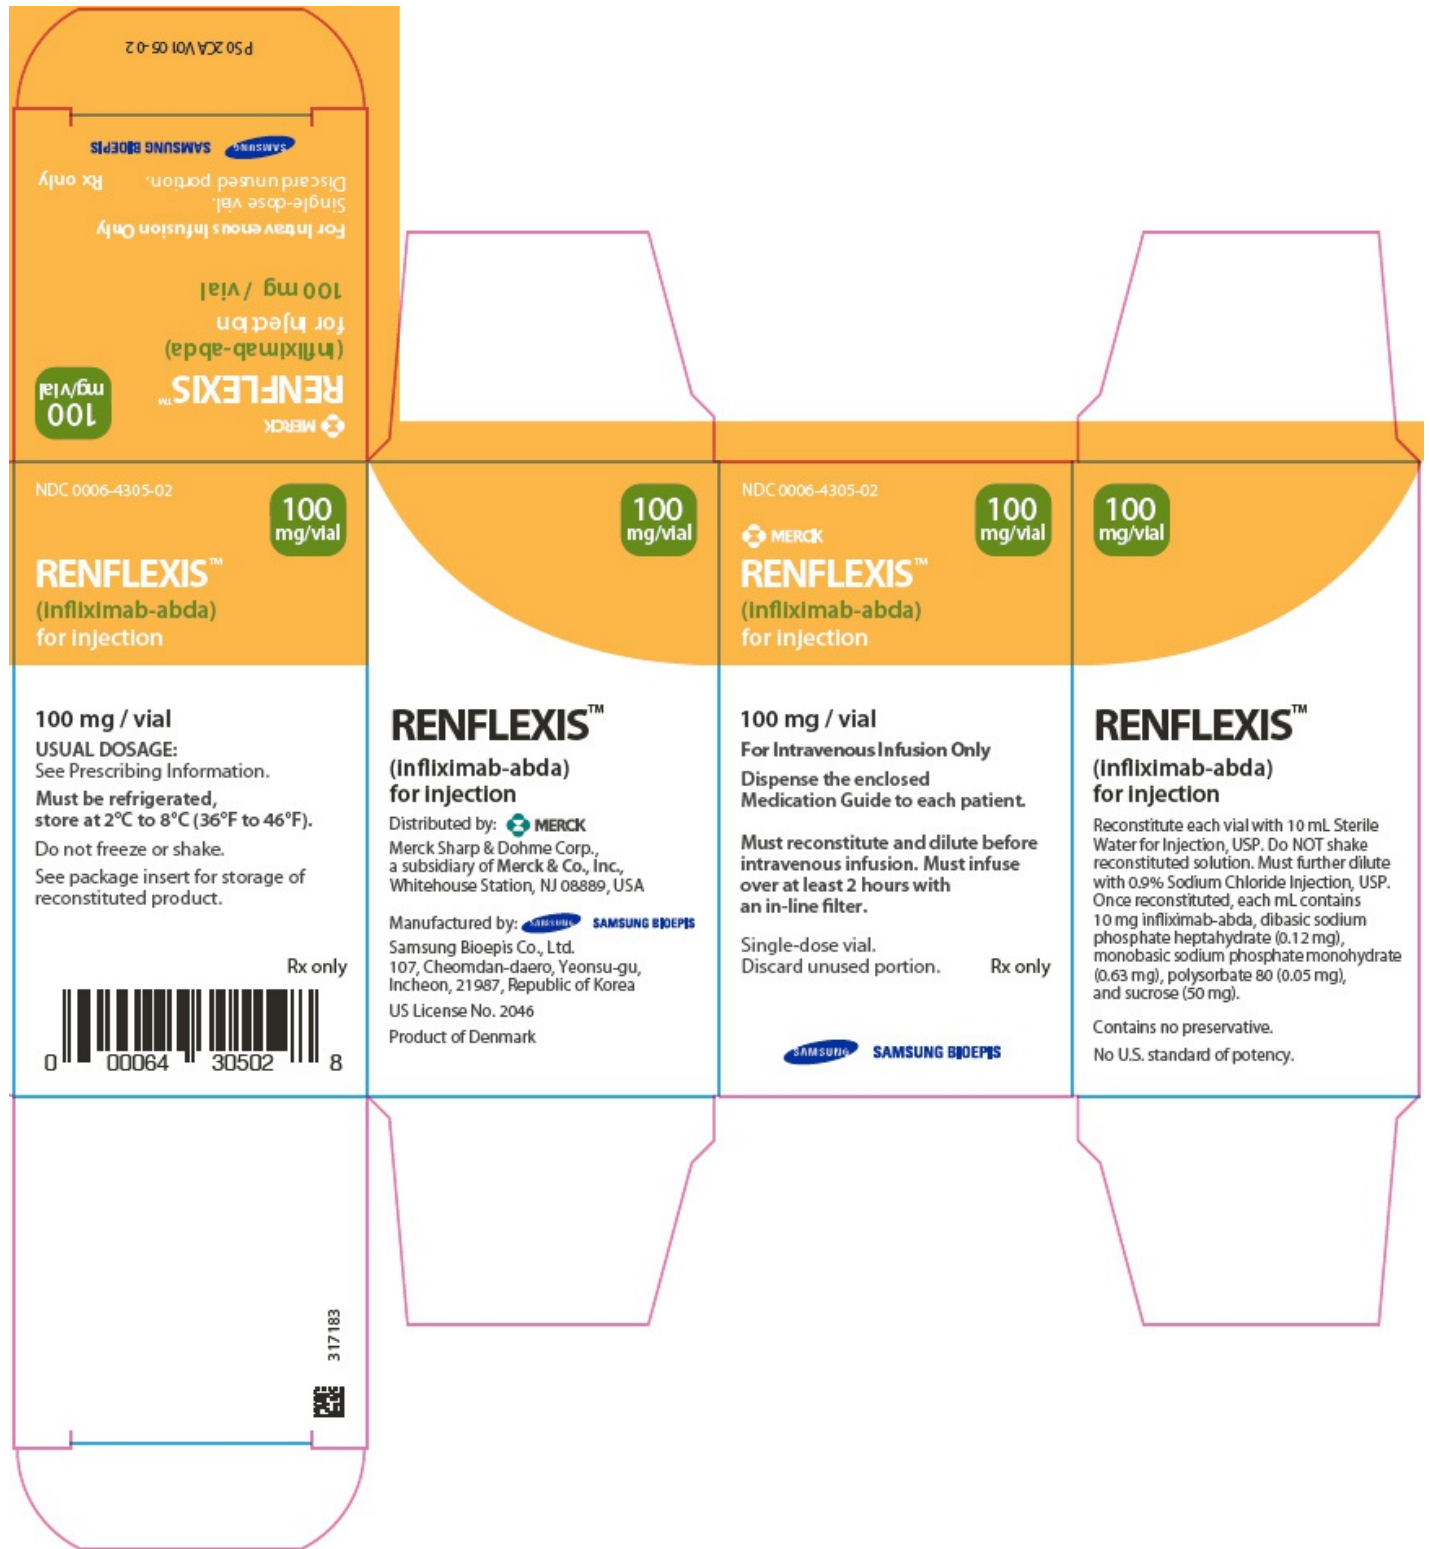 PS02CAV0105-02
SAMSUNG SAMSUNG BIOEPIS
Discard unused portion. Rx only
Single-dose vial.
For Intravenous Infusion Only
100 mg / vial
for injection
(infliximab-abda)
RENFLEXIS™
100
mg/vial
MERCK
NDC 0006-4305-02
100
mg/vial
RENFLEXIS™
(infliximab-abda)
for injection
100 mg / vial
USUAL DOSAGE:
See Prescribing Information.
Must be refrigerated,
store at 2°C to 8°C (36°F to 46°F).
Do not freeze or shake.
See package insert for storage of
reconstituted product.
Rx only
0 00064 30502 8
317183
100
mg/vial
RENFLEXIS™
(infliximab-abda)
for injection
Distributed by: MERCK
Merck Sharp & Dohme Corp.,
a subsidiary of Merck & Co., Inc.,
Whitehouse Station, NJ 08889, USA
Manufactured by: SAMSUNG SAMSUNG BIOEPIS
Samsung Bioepis Co., Ltd.
107, Cheomdan-daero, Yeonsu-gu,
Incheon, 21987, Republic of Korea
US License No. 2046
Product of Denmark
NDC 0006-4305-02
100
mg/vial
MERCK
RENFLEXIS™
(infliximab-abda)
for injection
100 mg / vial
For Intravenous Infusion Only
Dispense the enclosed
Medication Guide to each patient.
Must reconstitute and dilute before
intravenous infusion. Must infuse
over at least 2 hours with
an in-line filter.
Single-dose vial.
Discard unused portion. Rx only
SAMSUNG SAMSUNG BIOEPIS
100
mg/vial
RENFLEXIS™
(infliximab-abda)
for injection
Reconstitute each vial with 10 mL Sterile
Water for Injection, USP. Do NOT shake
reconstituted solution. Must further dilute
with 0.9% Sodium Chloride Injection, USP.
Once reconstituted, each mL contains
10 mg infliximab-abda, dibasic sodium
phosphate heptahydrate (0.12 mg),
monobasic sodium phosphate monohydrate
(0.63 mg), polysorbate 80 (0.05 mg),
and sucrose (50 mg).
Contains no preservative.
No U.S. standard of potency.